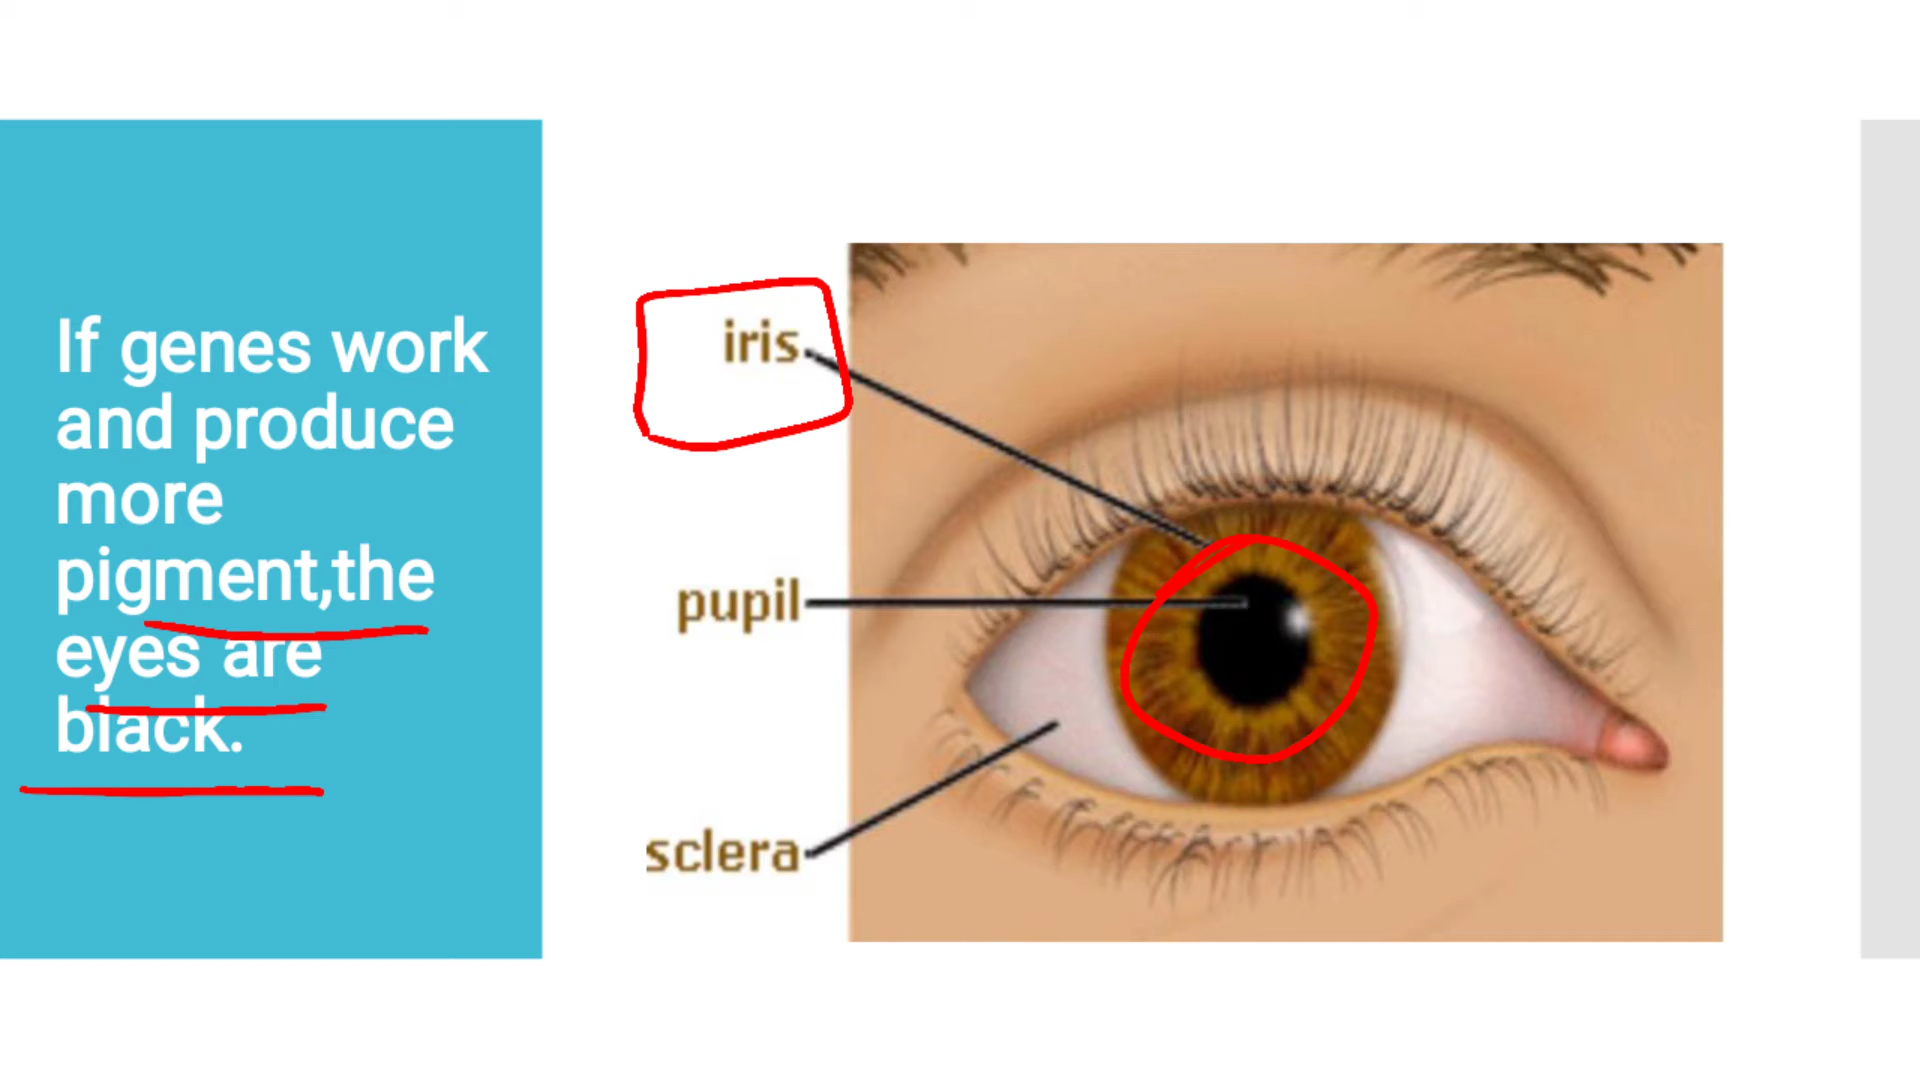 If genes work
and produce
more
pigment,the
eyes are
black.
iris
pupil
sclera